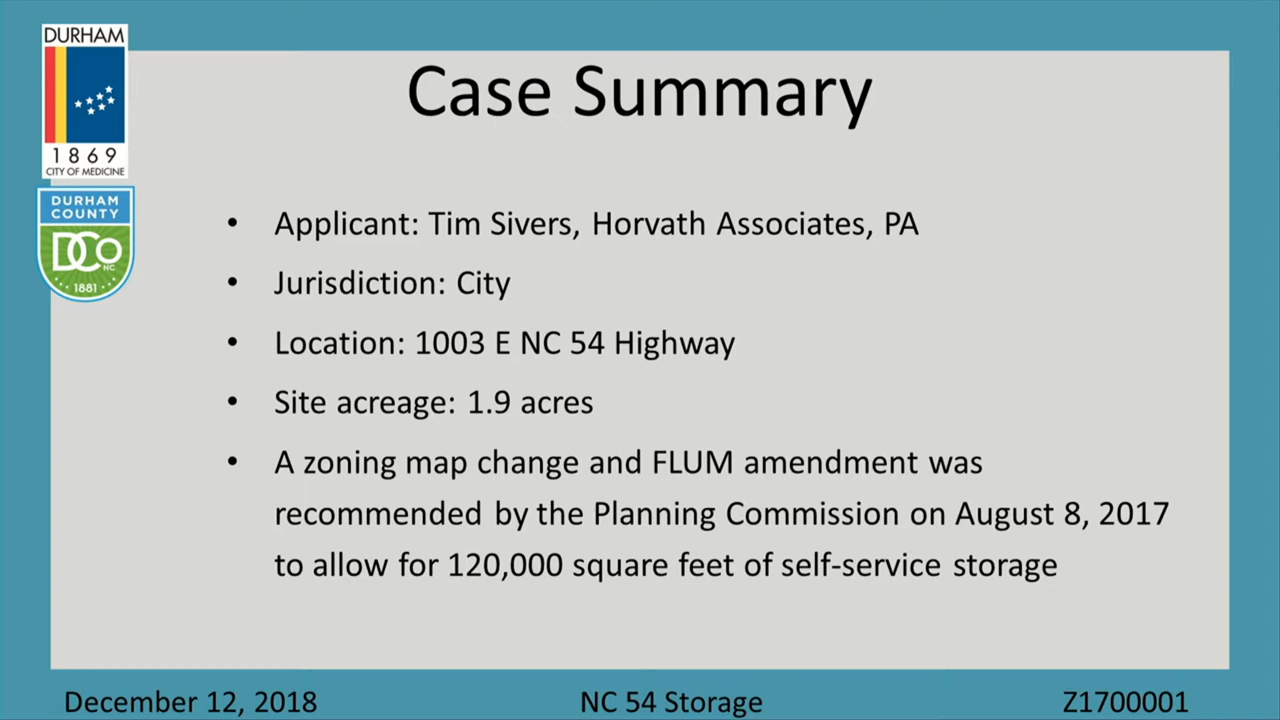 DURHAM
1869
CITY OF MEDICINE
DURHAM
COUNTY
DCo
NC
1881
Case Summary
• Applicant: Tim Sivers, Horvath Associates, PA
• Jurisdiction: City
• Location: 1003 E NC 54 Highway
• Site acreage: 1.9 acres
• A zoning map change and FLUM amendment was
recommended by the Planning Commission on August 8, 2017
to allow for 120,000 square feet of self-service storage
December 12, 2018
NC 54 Storage
Z1700001